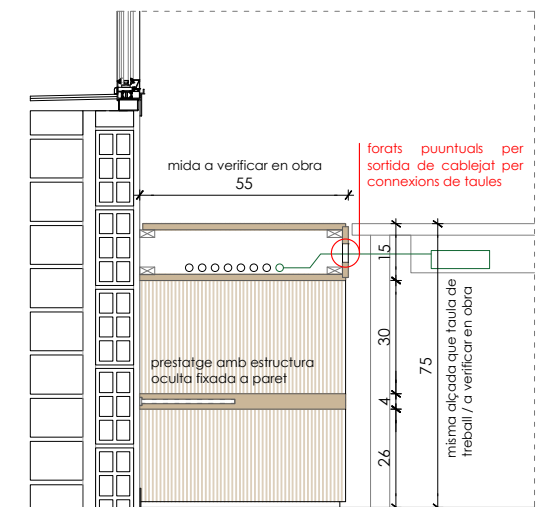 forats puuntuals per
sortida de cablejat per
connexions de taules
mida a verificar en obra
55
15
30
4
26
75
misma alçada que taula de
treball / a verificar en obra
prestatge amb estructura
oculta fixada a paret